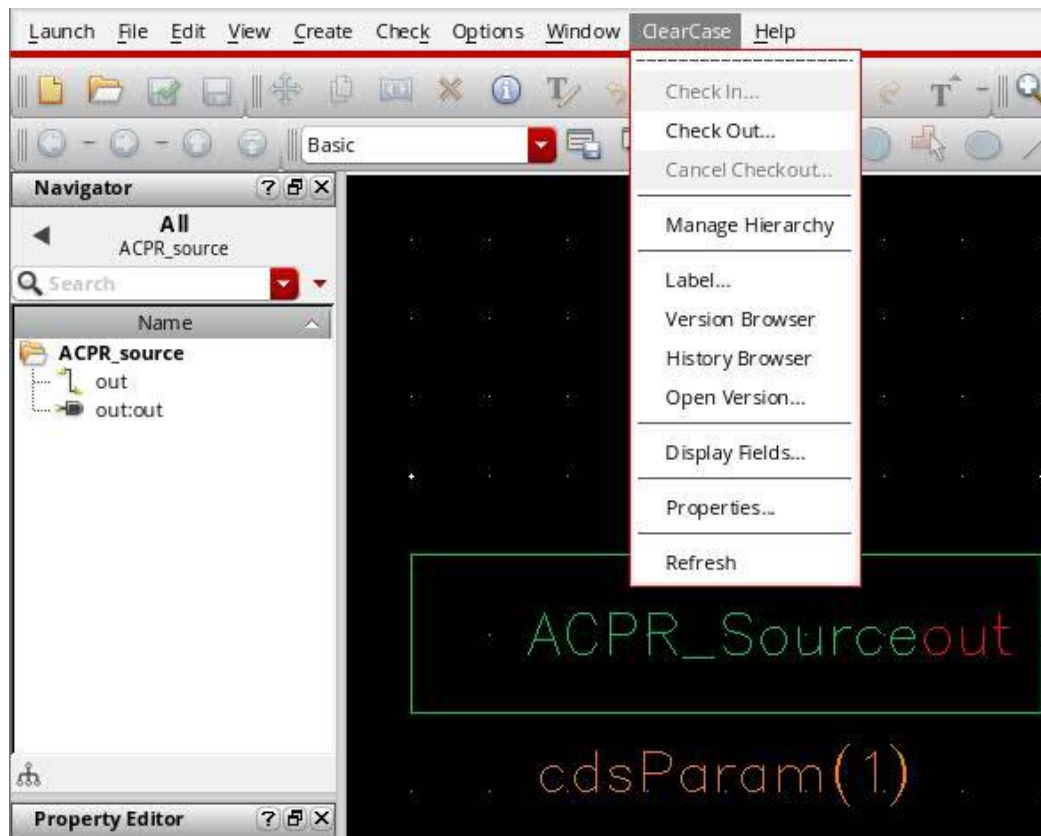 Launch File Edit View Create Check Options Window ClearCase Help
Basic
Navigator
All
ACPR_source
Search
Name
ACPR_source
out
out:out
Check In...
Check Out...
Cancel Checkout...
Manage Hierarchy
Label...
Version Browser
History Browser
Open Version...
Display Fields...
Properties...
Refresh
ACPR_Sourceout
cdsParam(1)
Property Editor